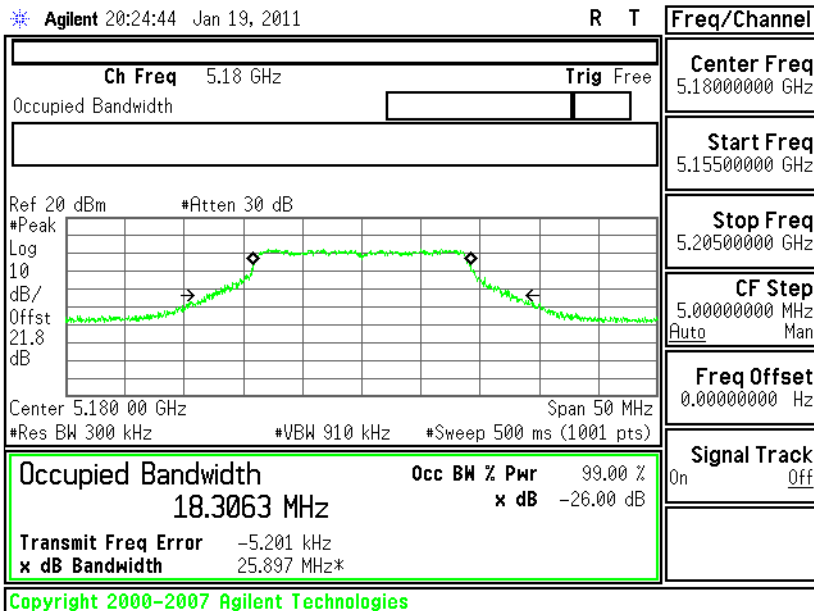 Agilent 20:24:44 Jan 19, 2011 R T
Ch Freq 5.18 GHz Trig Free
Occupied Bandwidth
Ref 20 dBm #Atten 30 dB
#Peak
Log
10
dB/
Offst
21.8
dB
Center 5.180 00 GHz Span 50 MHz
#Res BW 300 kHz #VBW 910 kHz #Sweep 500 ms (1001 pts)
Occupied Bandwidth Occ BW % Pwr 99.00 %
18.3063 MHz x dB -26.00 dB
Transmit Freq Error -5.201 kHz
x dB Bandwidth 25.897 MHz*
Copyright 2000-2007 Agilent Technologies
Freq/Channel
Center Freq
5.18000000 GHz
Start Freq
5.15500000 GHz
Stop Freq
5.20500000 GHz
CF Step
5.00000000 MHz
Auto Man
Freq Offset
0.00000000 Hz
Signal Track
On Off